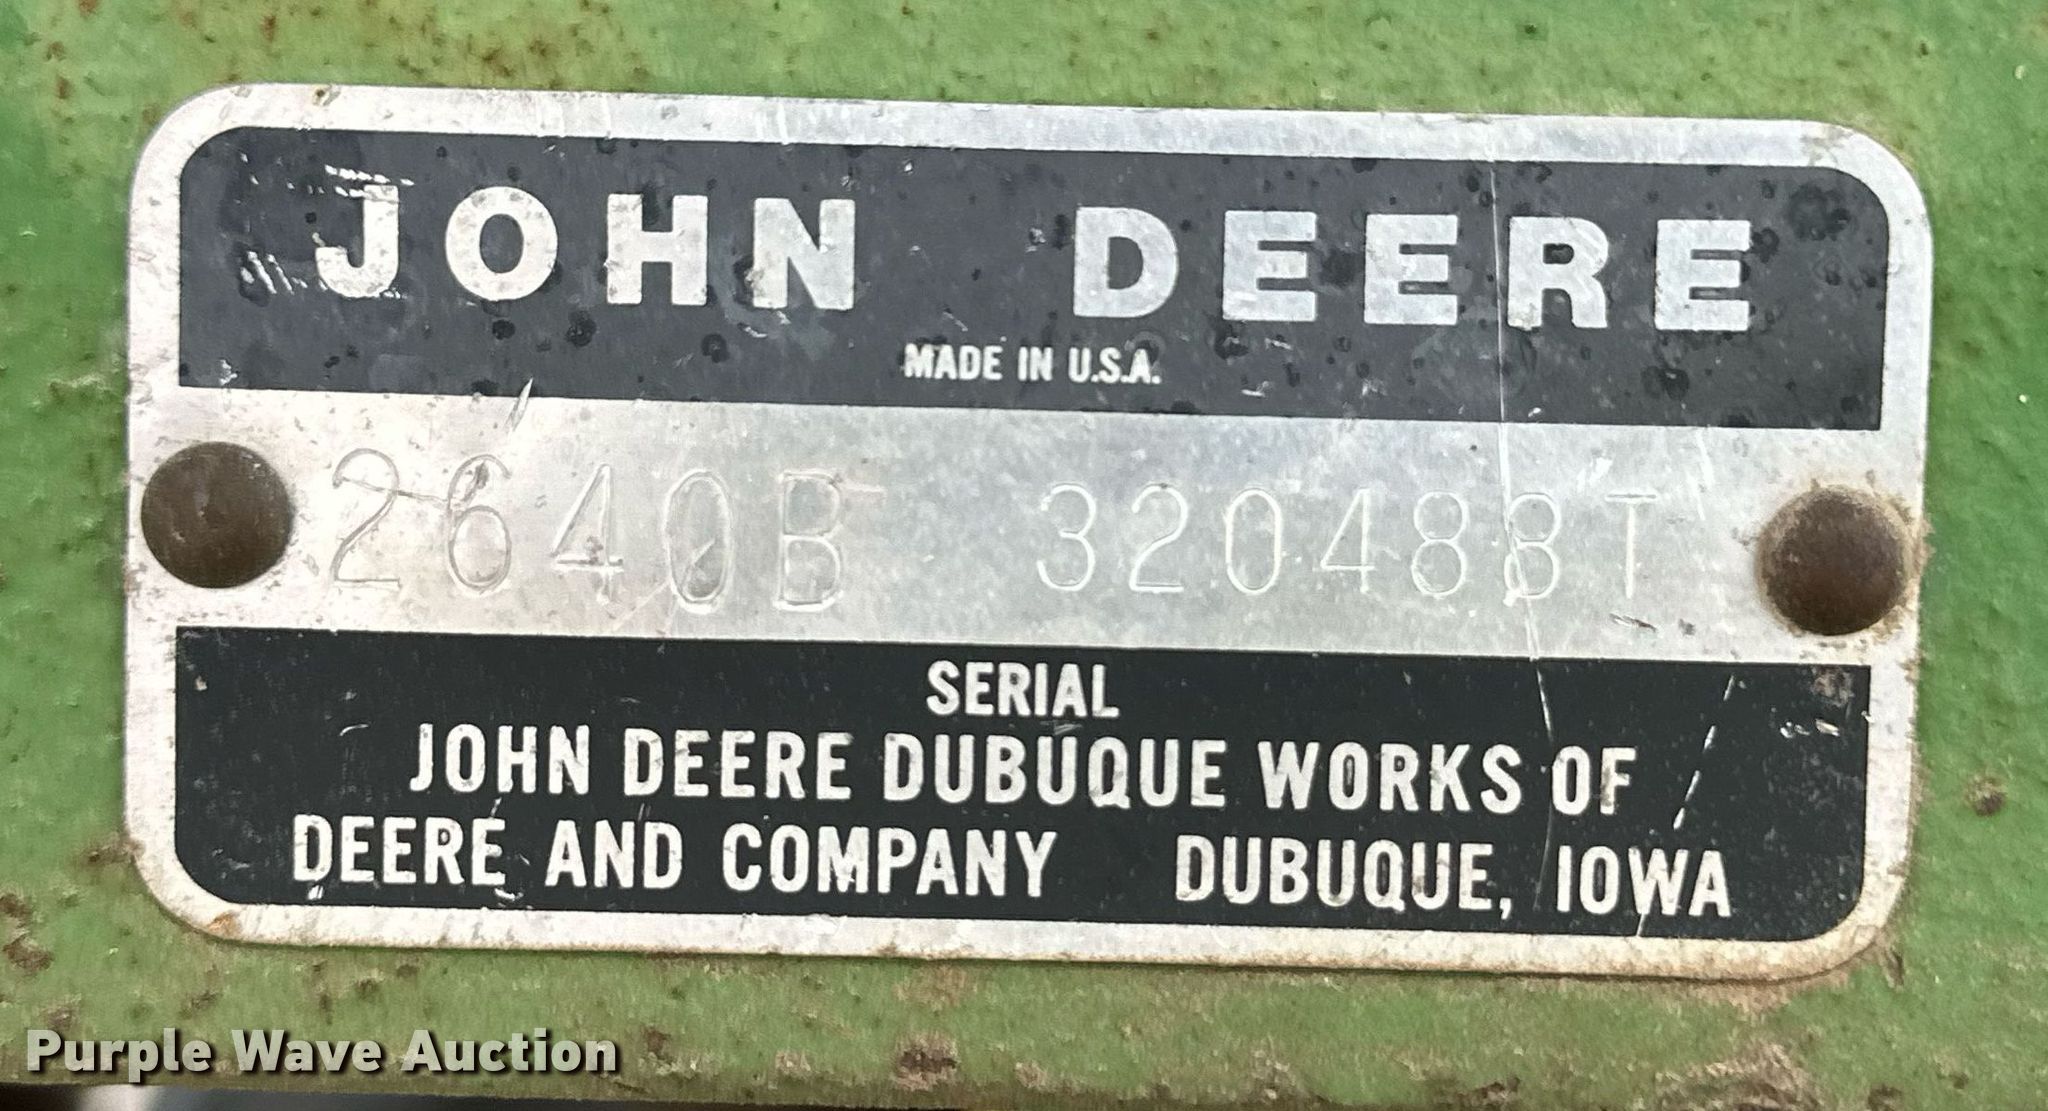 JOHN DEERE
MADE IN U.S.A.
2640B 320488T
SERIAL
JOHN DEERE DUBUQUE WORKS OF
DEERE AND COMPANY DUBUQUE, IOWA
Purple Wave Auction